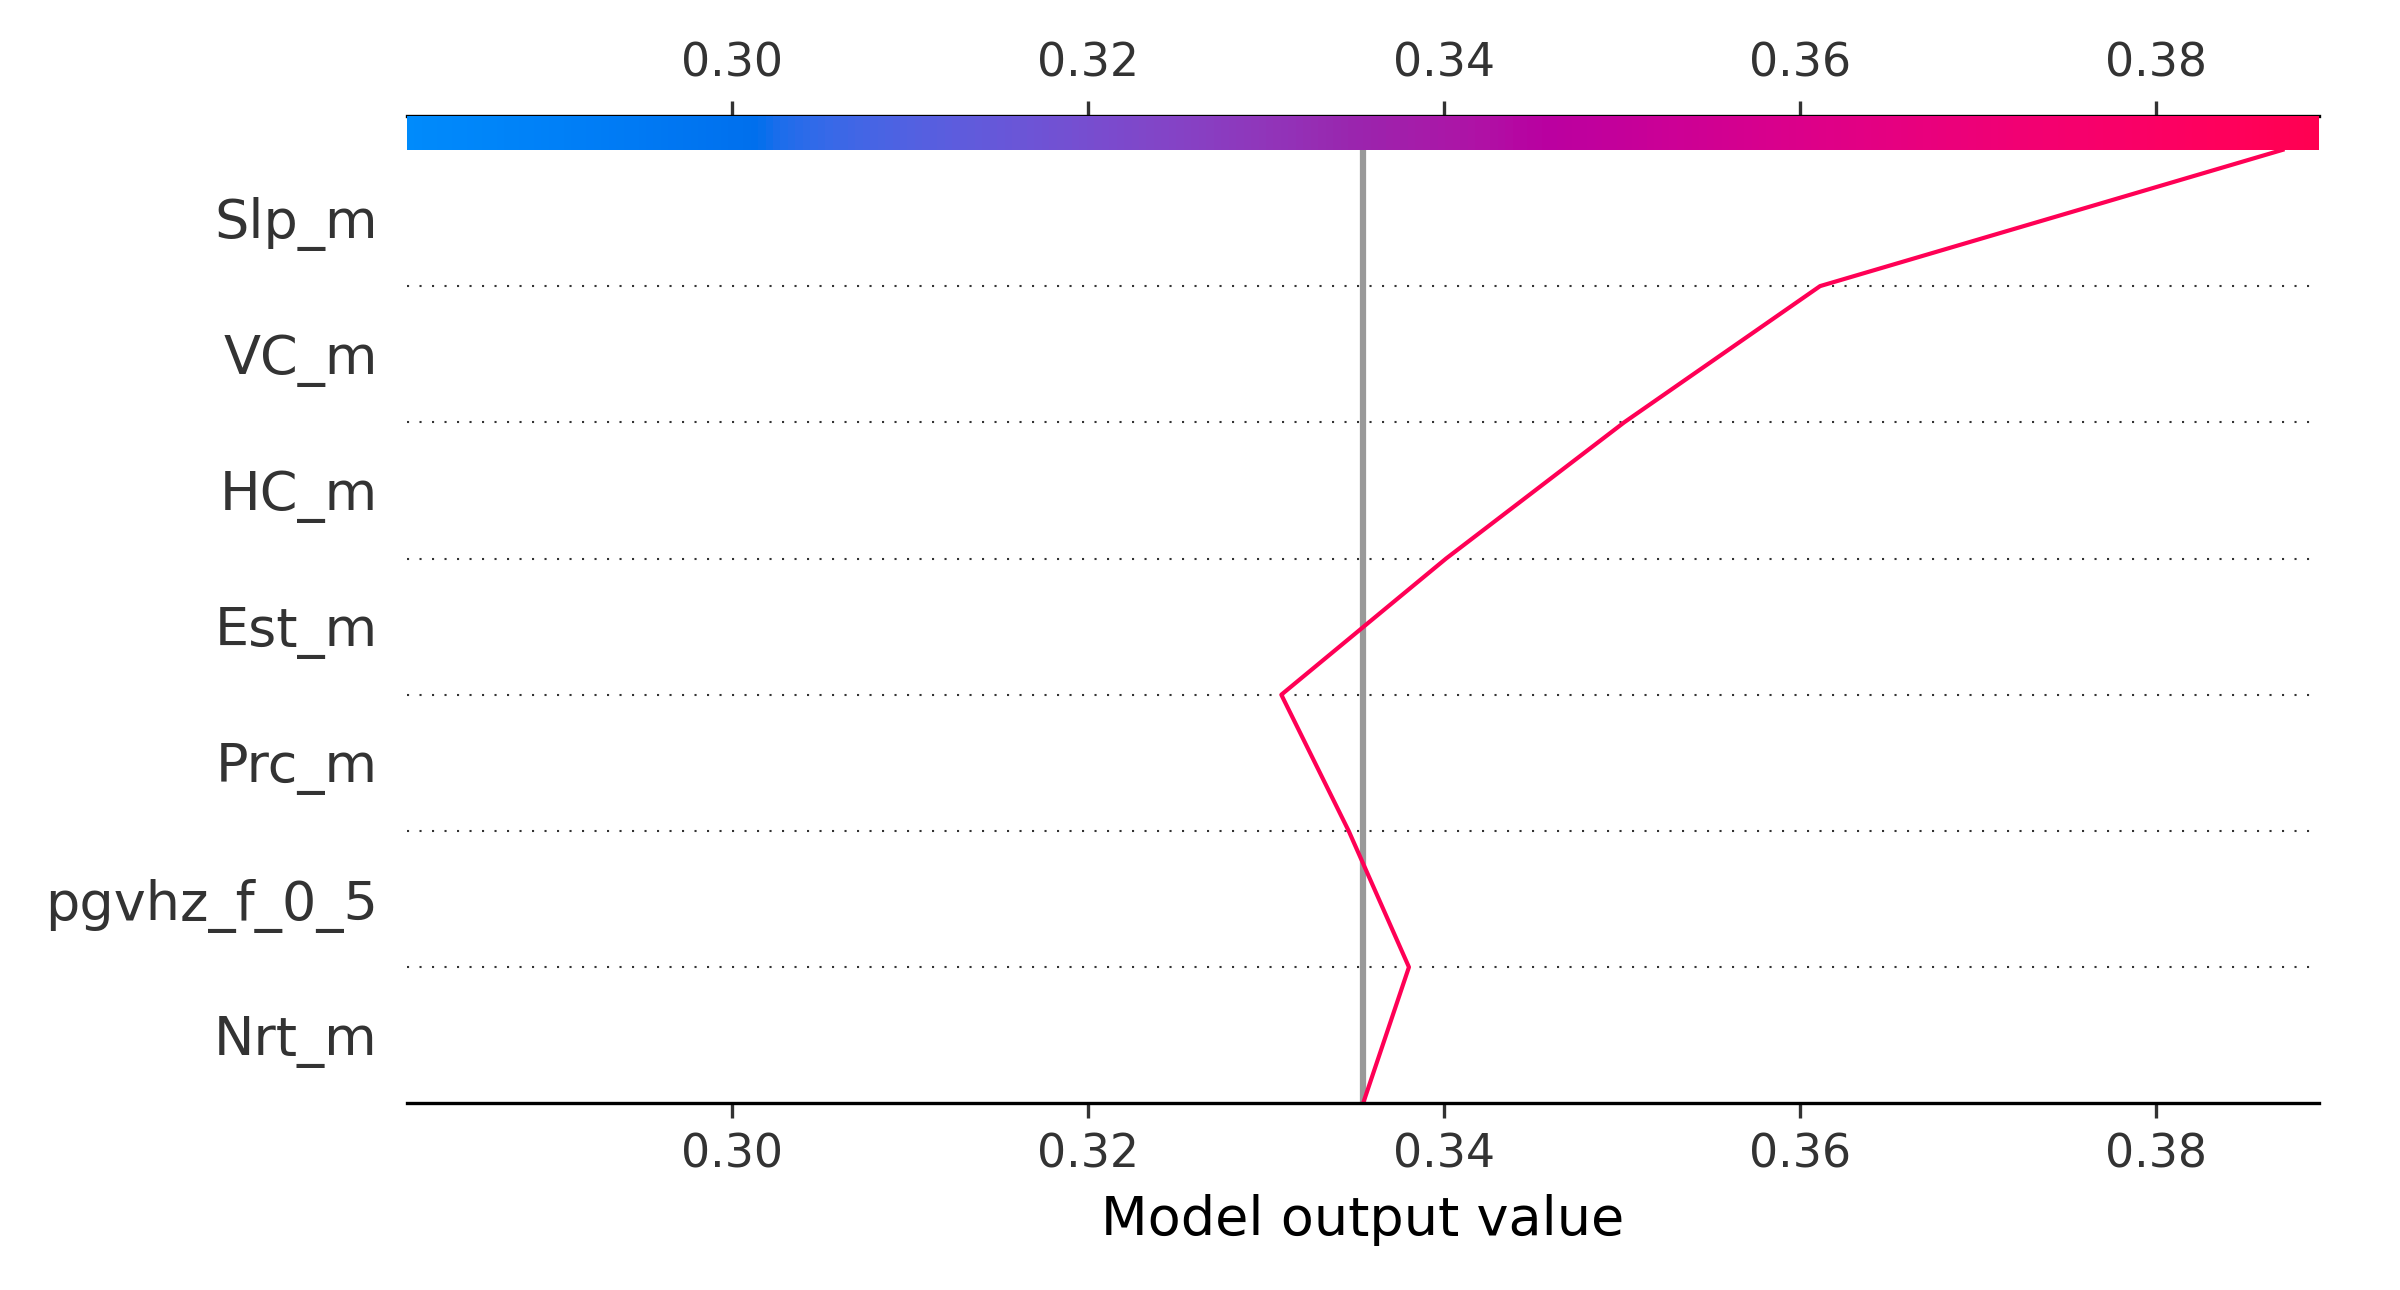 0.30 0.32 0.34 0.36 0.38
Slp_m
VC_m
HC_m
Est_m
Prc_m
pgvhz_f_0_5
Nrt_m
0.30 0.32 0.34 0.36 0.38
Model output value